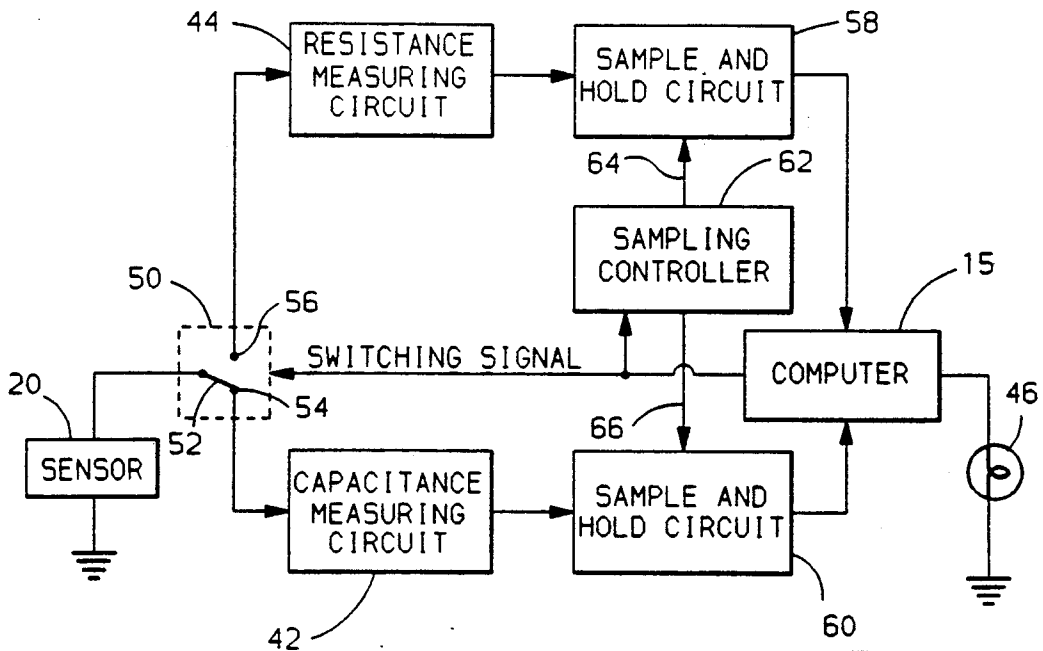 44
RESISTANCE
MEASURING
CIRCUIT
58
SAMPLE AND
HOLD CIRCUIT
64
62
SAMPLING
CONTROLLER
50
56
15
SWITCHING SIGNAL
COMPUTER
20
52
54
66
46
SENSOR
CAPACITANCE
MEASURING
CIRCUIT
SAMPLE AND
HOLD CIRCUIT
42
60